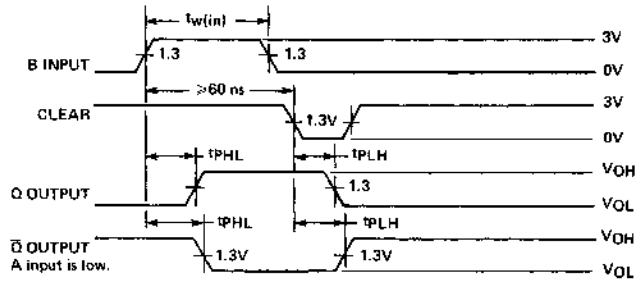 tw(in)
3V
1.3 1.3
B INPUT 0V
≥60 ns
CLEAR 3V
1.3V
0V
tPHL tPLH
VOH
Q OUTPUT 1.3
VOL
tPHL tPLH
Q̅ OUTPUT VOH
A input is low. 1.3V 1.3V
VOL